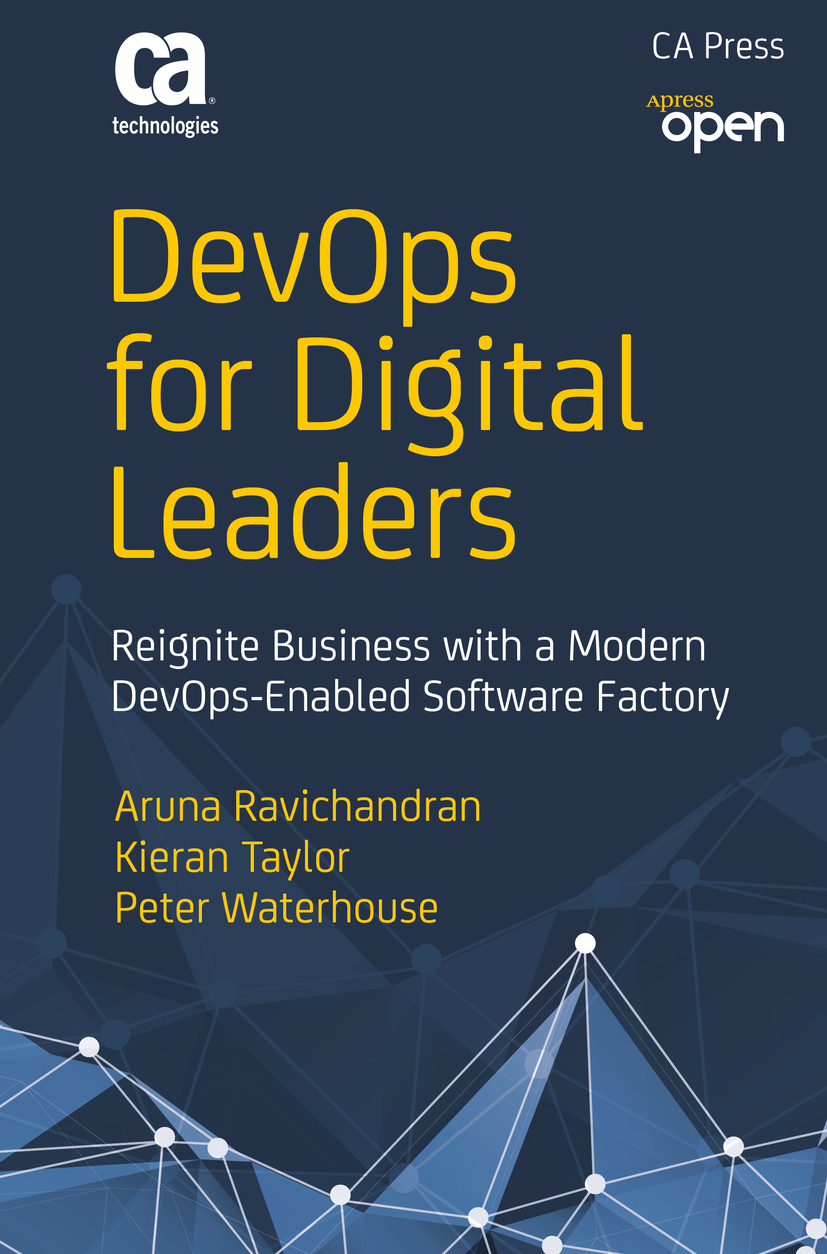 ca®
technologies
CA Press
Apress
open
DevOps
for Digital
Leaders
Reignite Business with a Modern
DevOps-Enabled Software Factory
Aruna Ravichandran
Kieran Taylor
Peter Waterhouse